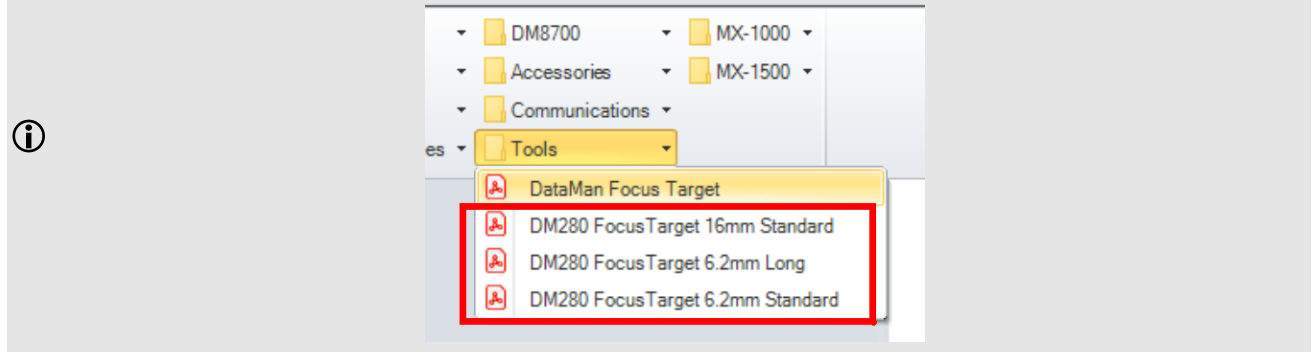 DM8700 MX-1000
Accessories MX-1500
Communications
es Tools
DataMan Focus Target
DM280 FocusTarget 16mm Standard
DM280 FocusTarget 6.2mm Long
DM280 FocusTarget 6.2mm Standard